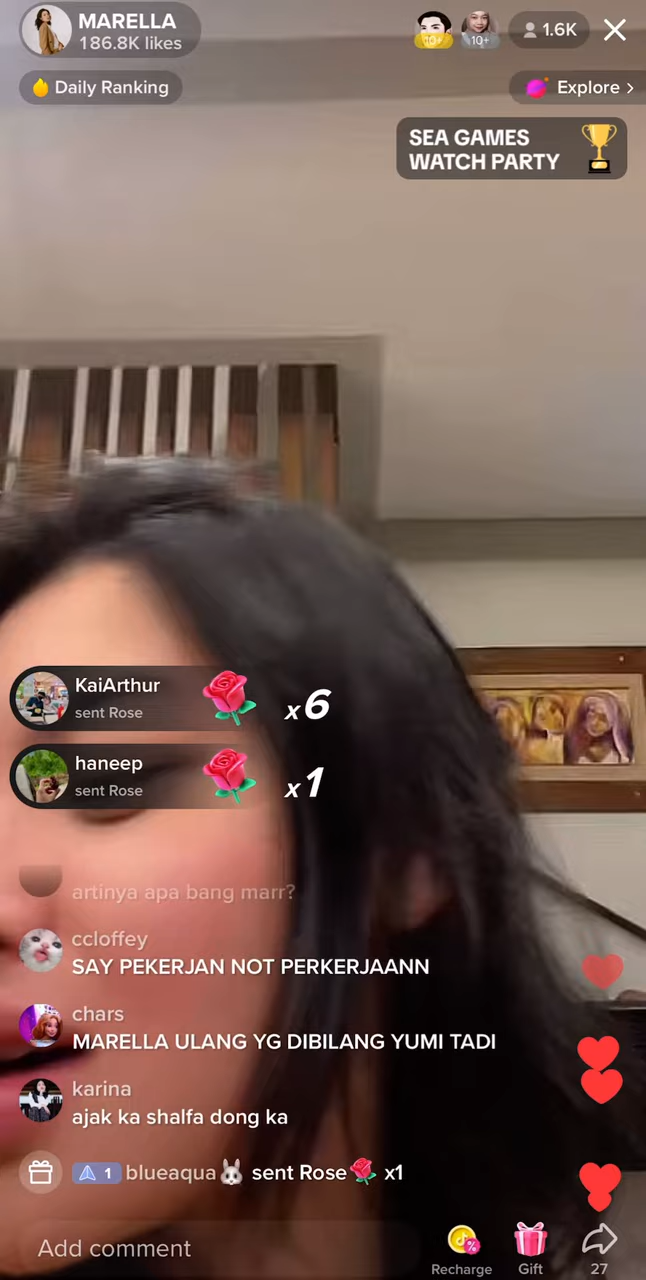 MARELLA
186.8K likes
10+
10+
1.6K
Daily Ranking
Explore >
SEA GAMES
WATCH PARTY
KaiArthur
sent Rose
x6
haneep
sent Rose
x1
artinya apa bang marr?
ccloffey
SAY PEKERJAN NOT PERKERJAANN
chars
MARELLA ULANG YG DIBILANG YUMI TADI
karina
ajak ka shalfa dong ka
1 blueaqua🐰 sent Rose🌹 x1
Add comment
Recharge
Gift
27